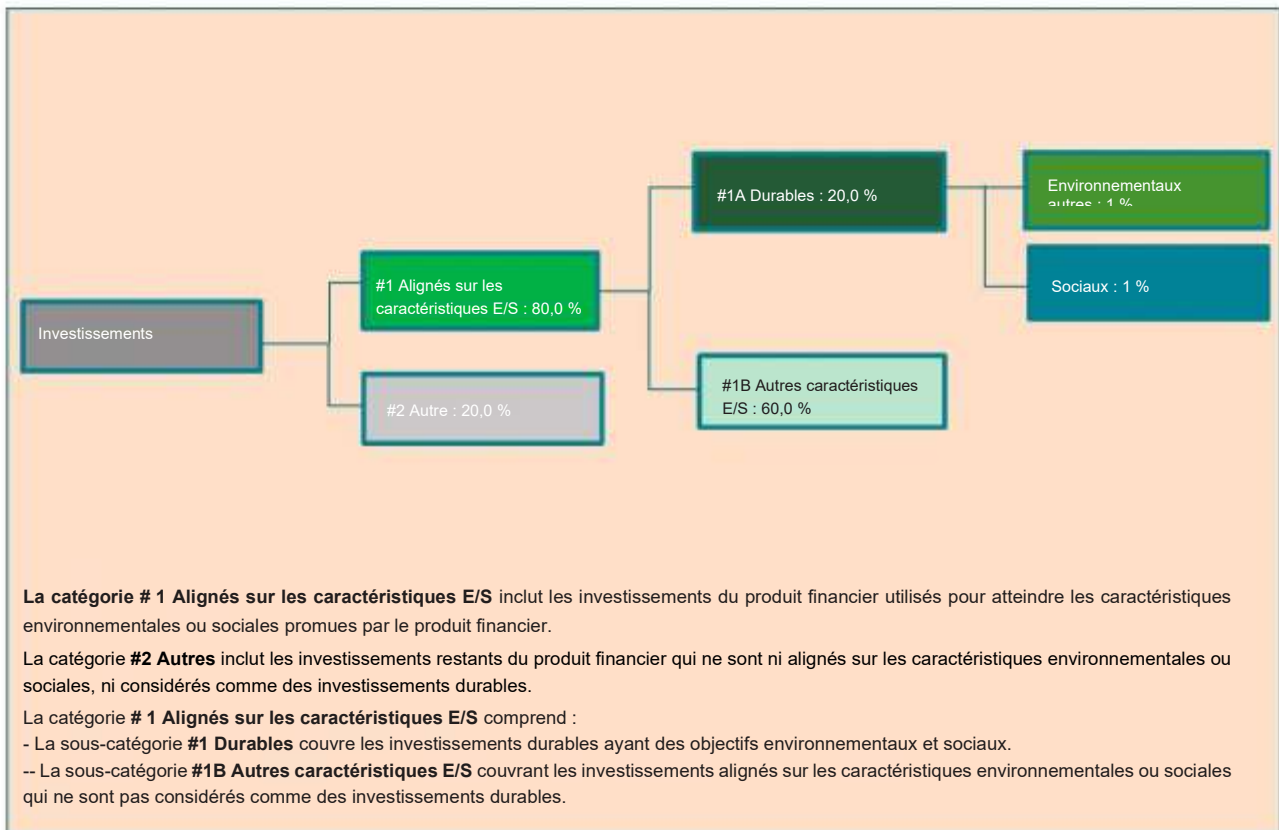 #1A Durables : 20,0 %
Environnementaux
autres : 1 %
#1 Alignés sur les
caractéristiques E/S : 80,0 %
Sociaux : 1 %
Investissements
#2 Autre : 20,0 %
#1B Autres caractéristiques
E/S : 60,0 %
La catégorie # 1 Alignés sur les caractéristiques E/S inclut les investissements du produit financier utilisés pour atteindre les caractéristiques
environnementales ou sociales promues par le produit financier.
La catégorie #2 Autres inclut les investissements restants du produit financier qui ne sont ni alignés sur les caractéristiques environnementales ou
sociales, ni considérés comme des investissements durables.
La catégorie # 1 Alignés sur les caractéristiques E/S comprend :
- La sous-catégorie #1 Durables couvre les investissements durables ayant des objectifs environnementaux et sociaux.
-- La sous-catégorie #1B Autres caractéristiques E/S couvrant les investissements alignés sur les caractéristiques environnementales ou sociales
qui ne sont pas considérés comme des investissements durables.